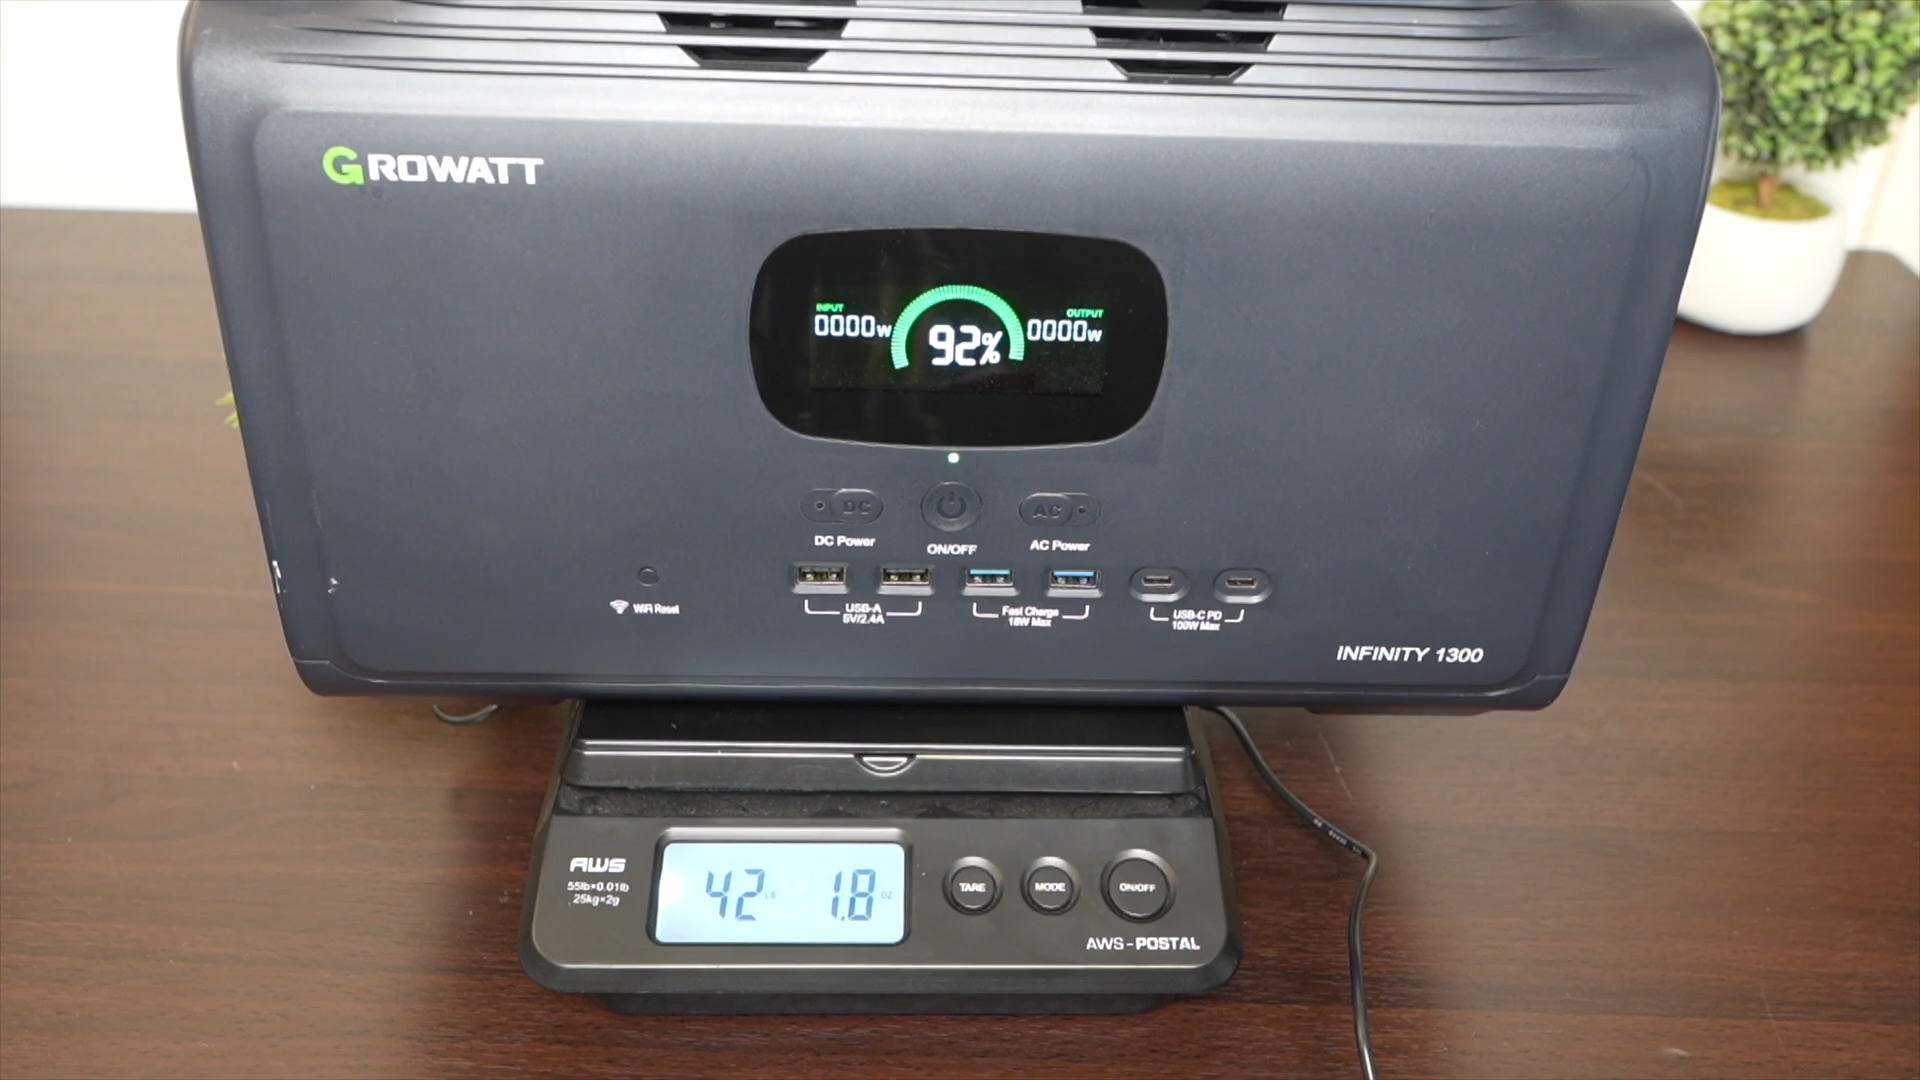 GROWATT
INPUT
0000W
92%
OUTPUT
0000W
DC
AC
DC Power
ON/OFF
AC Power
WiFi Reset
USB-A
5V/2.4A
Fast Charge
18W Max
USB-C PD
100W Max
INFINITY 1300
AWS
55lb×0.01lb
25kg×2g
42 LB 1.8 OZ
TARE
MODE
ON/OFF
AWS-POSTAL